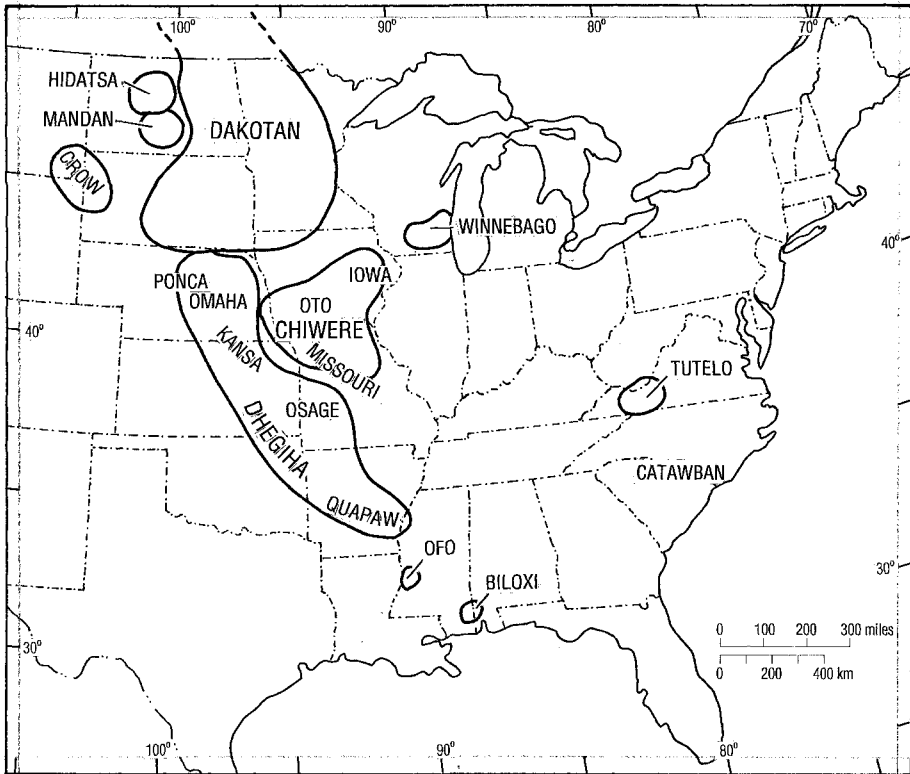 100° 90° 80° 70°
HIDATSA
MANDAN
DAKOTAN
CROW
WINNEBAGO
40°
PONCA
OMAHA
IOWA
OTO
CHIWERE
40°
KANSA
MISSOURI
TUTELO
OSAGE
DHEGIHA
CATAWBAN
QUAPAW
OFO
BILOXI
30°
0 100 200 300 miles
30°
0 200 400 km
100° 90° 80°